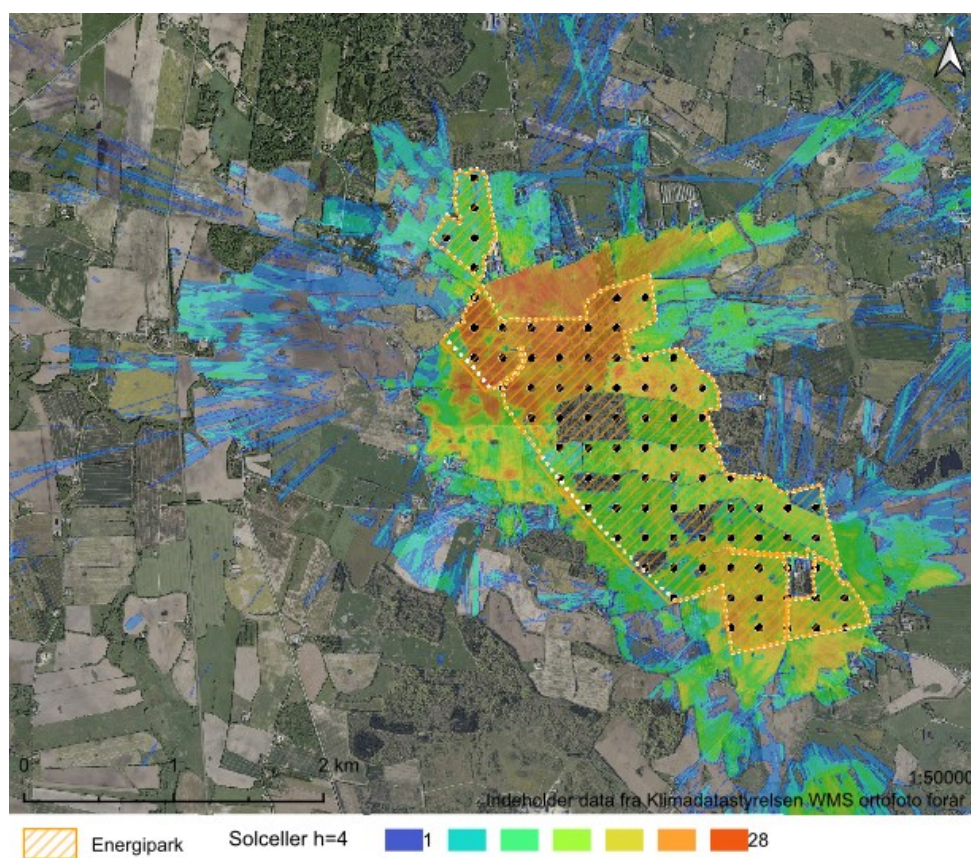 N
0 1 2 km
1:50000
Indeholder data fra Klimadatastyrelsen WMS ortofoto forår
Energipark Solceller h=4 1 28